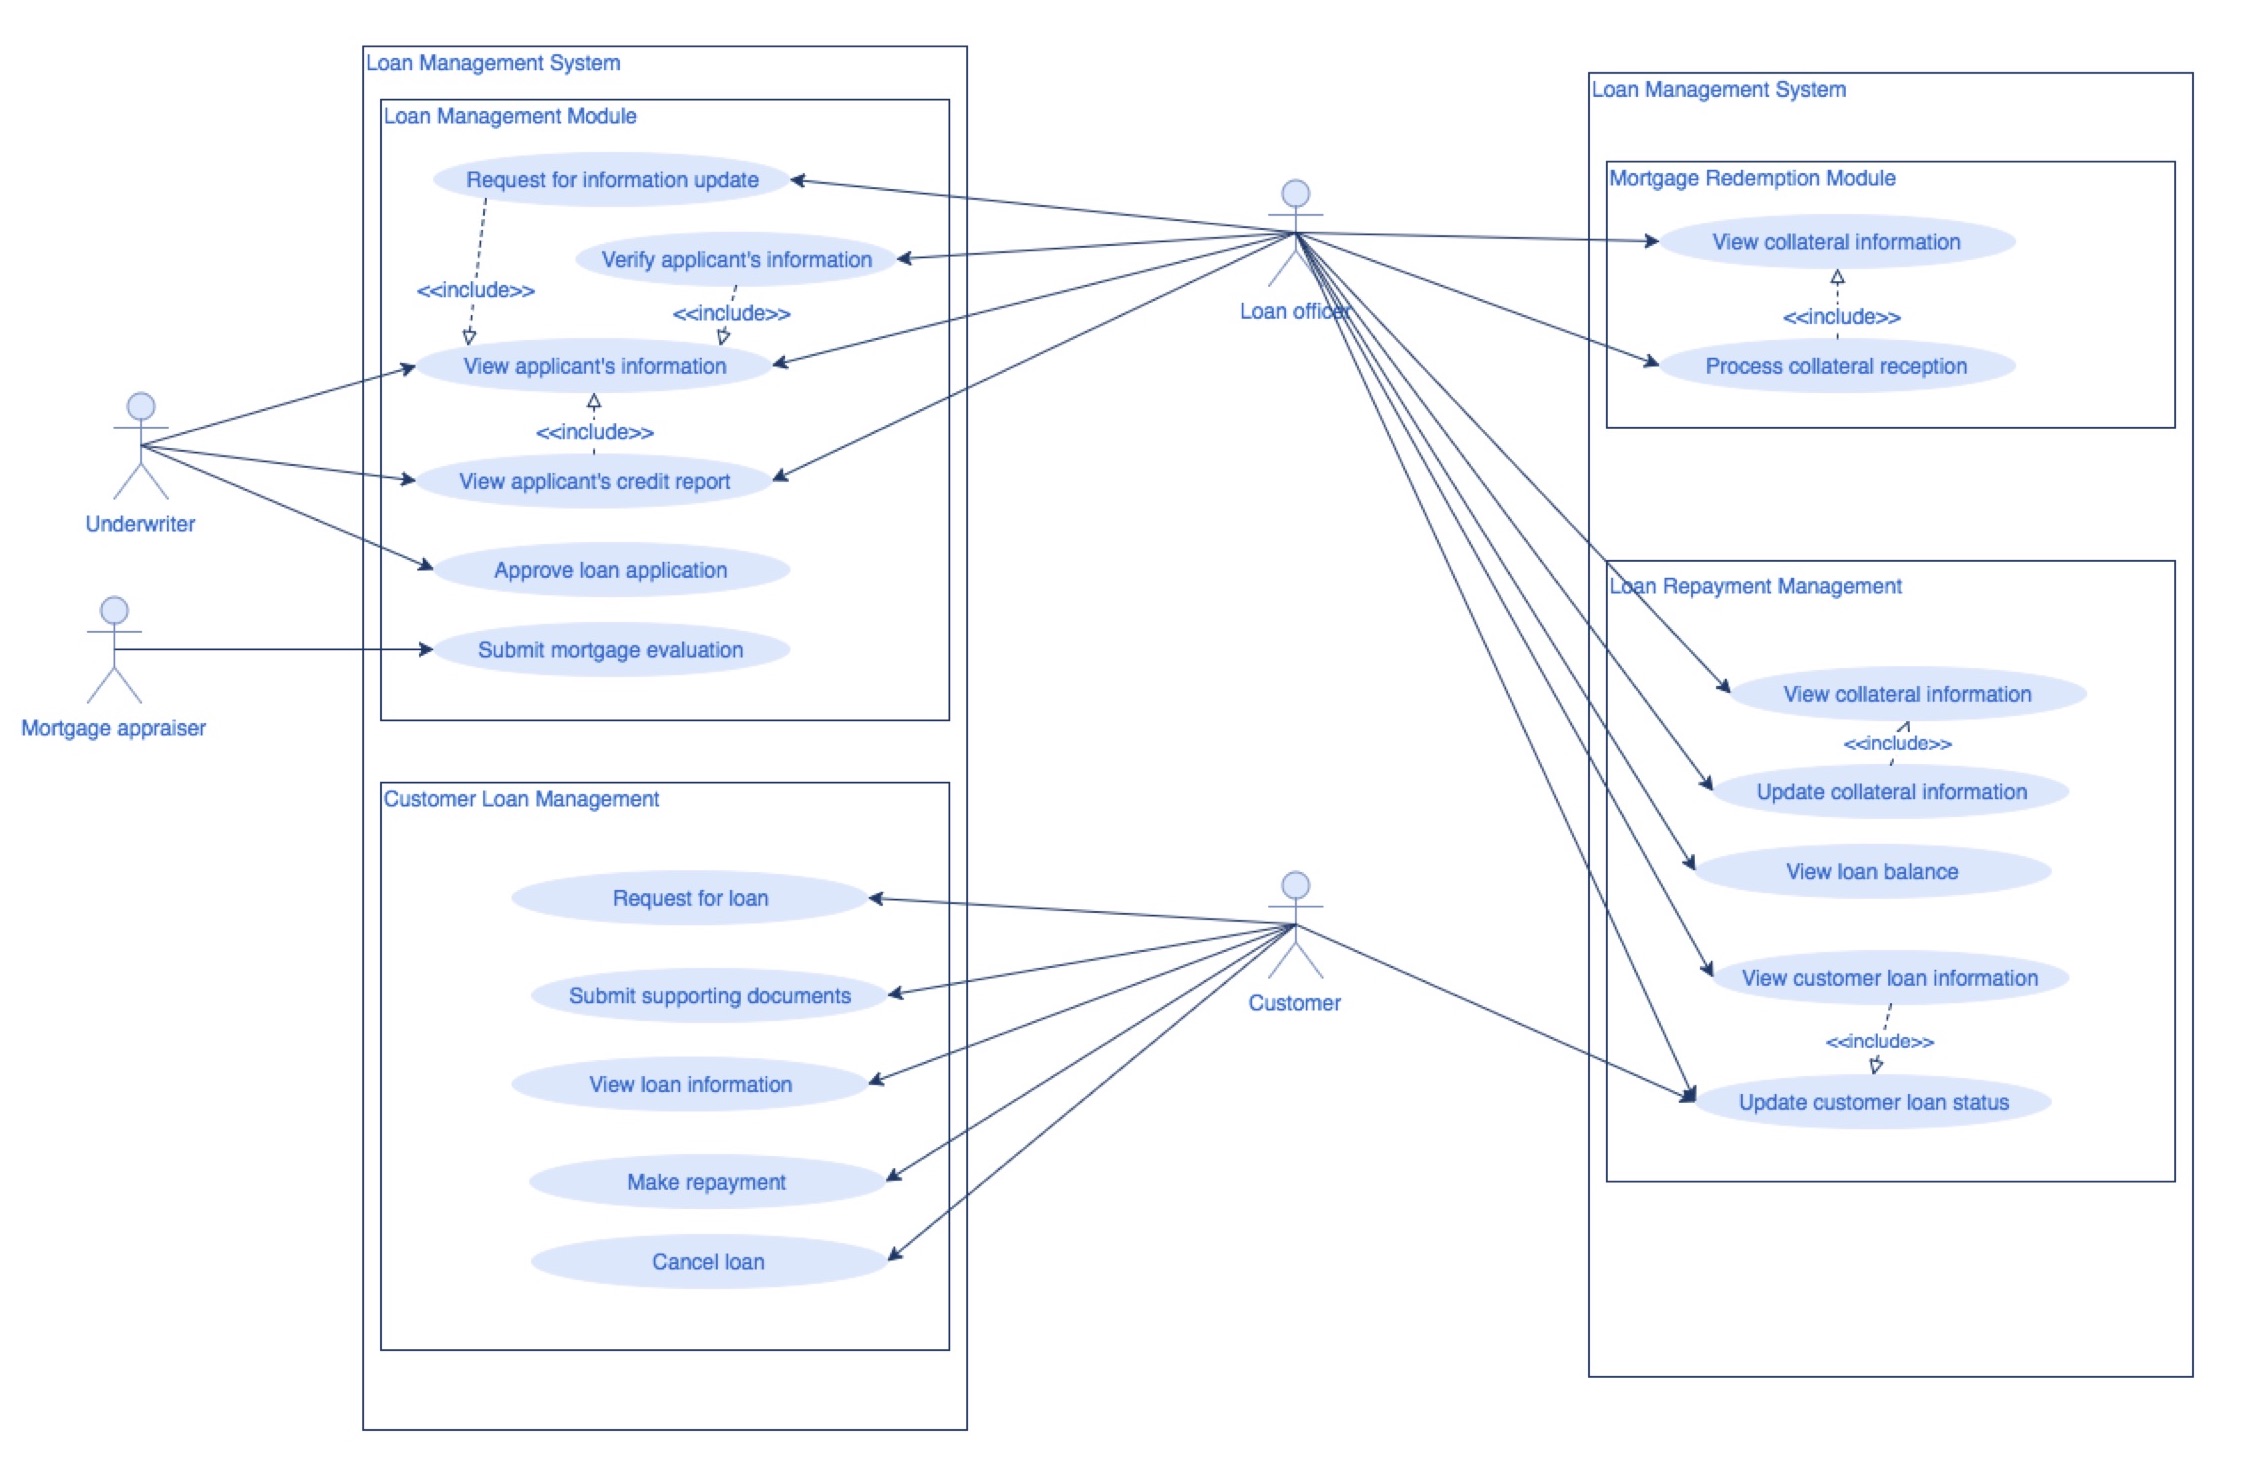 Loan Management System
Loan Management Module
Request for information update
Verify applicant's information
<<include>>
<<include>>
View applicant's information
<<include>>
View applicant's credit report
Approve loan application
Submit mortgage evaluation
Underwriter
Mortgage appraiser
Customer Loan Management
Request for loan
Submit supporting documents
View loan information
Make repayment
Cancel loan
Loan officer
Customer
Loan Management System
Mortgage Redemption Module
View collateral information
<<include>>
Process collateral reception
Loan Repayment Management
View collateral information
<<include>>
Update collateral information
View loan balance
View customer loan information
<<include>>
Update customer loan status